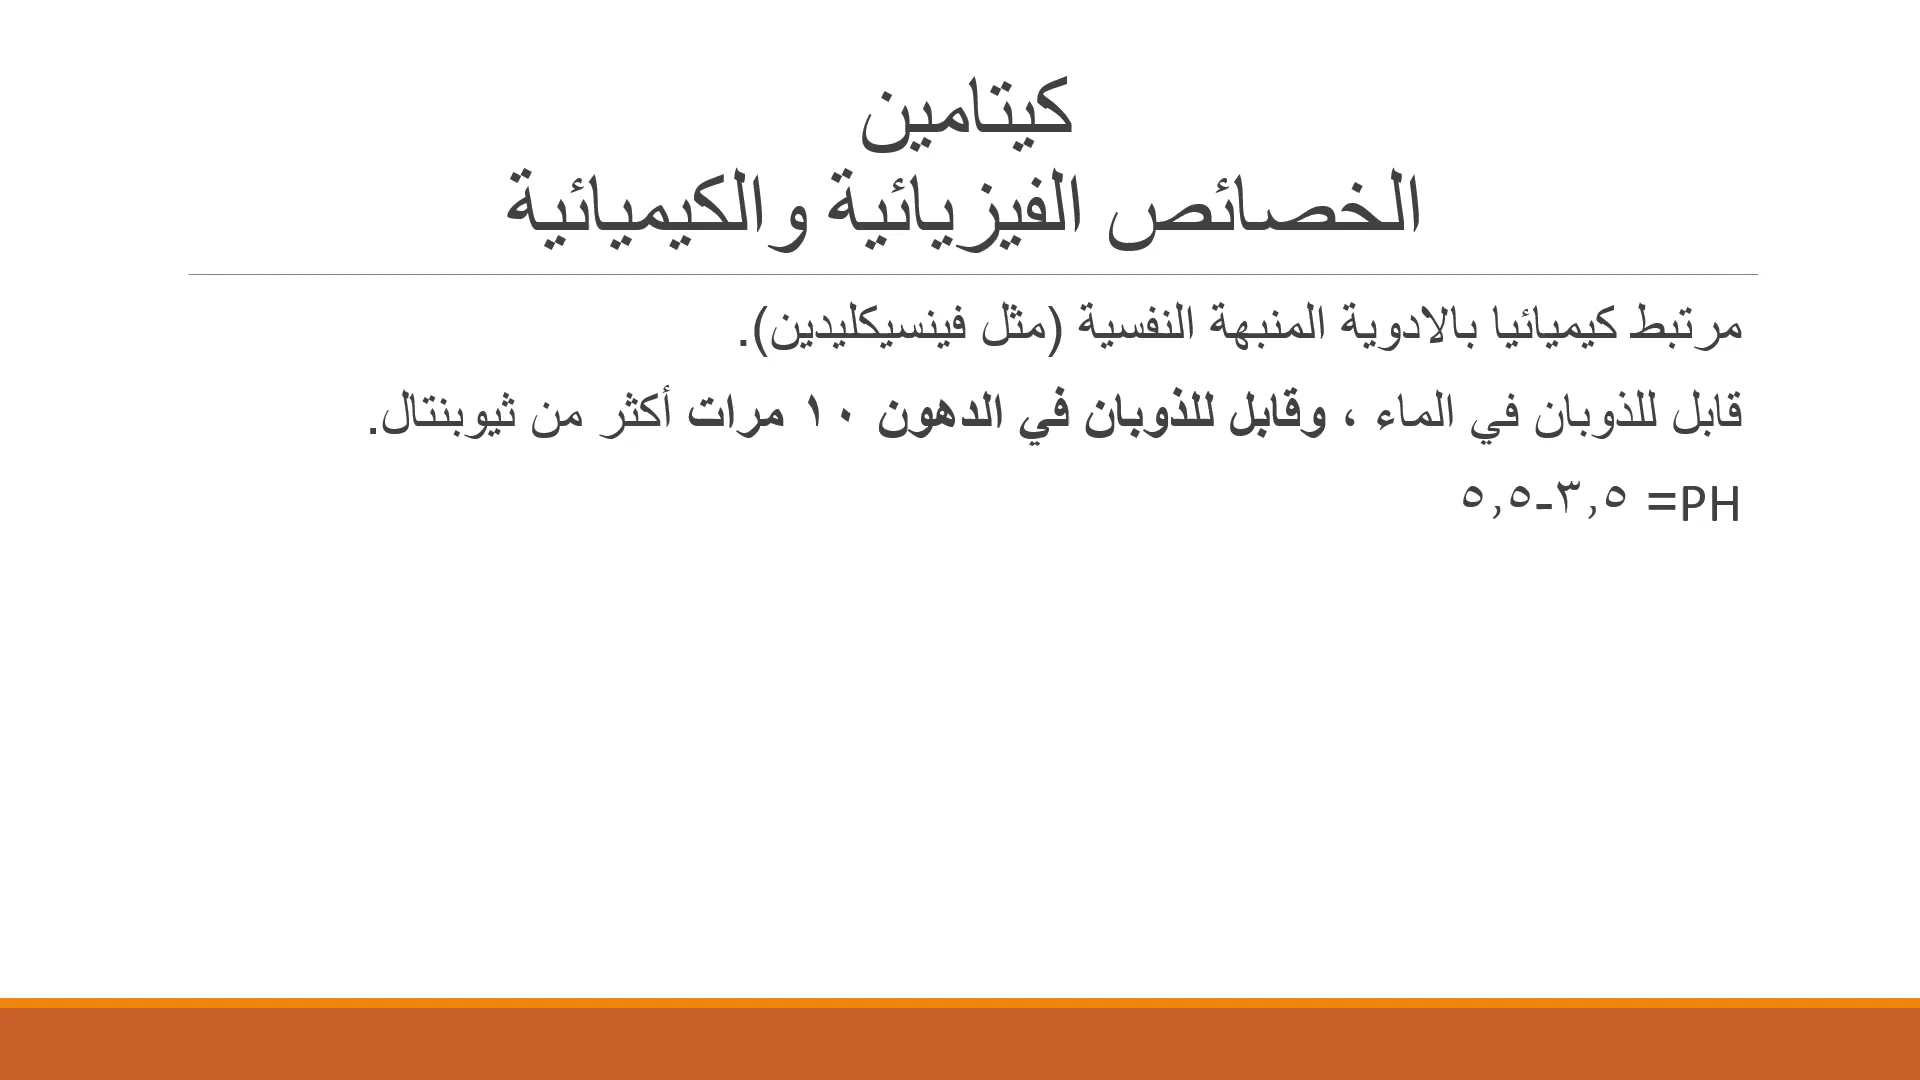 كيتامين
الخصائص الفيزيائية والكيميائية
مرتبط كيميائيا بالادوية المنبهة النفسية (مثل فينسيكليدين).
قابل للذوبان في الماء ، وقابل للذوبان في الدهون ١٠ مرات أكثر من ثيوبنتال.
PH= ٣,٥-٥,٥